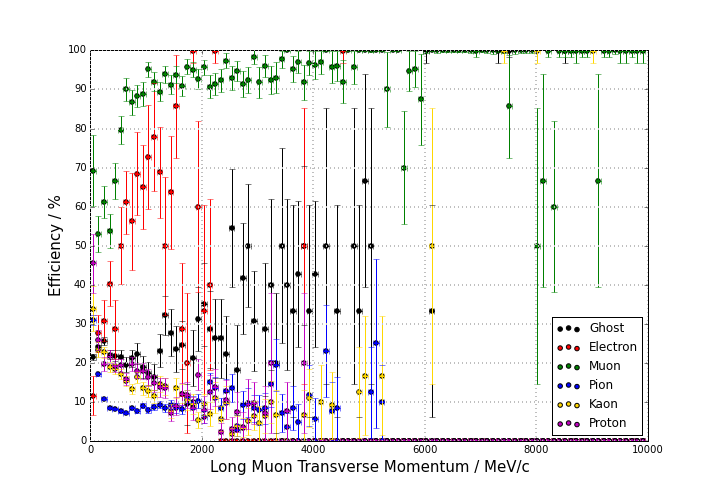 100
90
80
70
60
50
40
30
20
10
0
Efficiency / %
0
2000
4000
6000
8000
10000
Long Muon Transverse Momentum / MeV/c
Ghost
Electron
Muon
Pion
Kaon
Proton